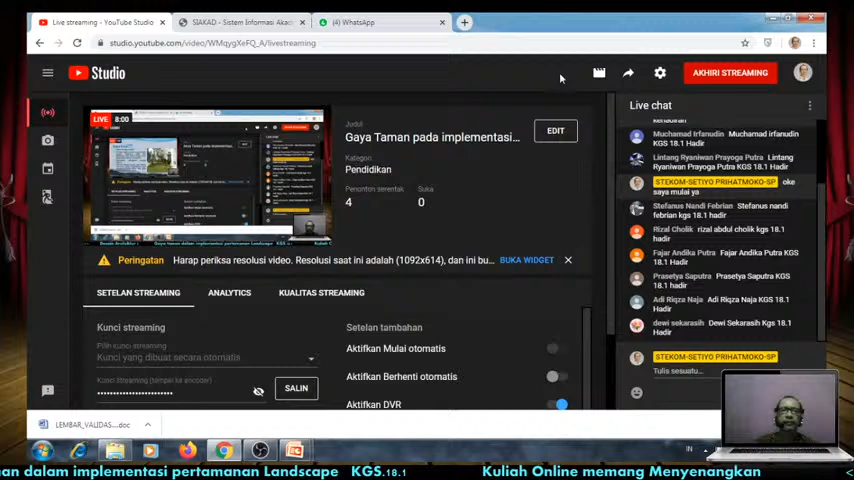 Live streaming - YouTube Studio
SIAKAD - Sistem Informasi Akad
(4) WhatsApp
studio.youtube.com/video/WMqygXeFQ_A/livestreaming
Studio
AKHIRI STREAMING
LIVE 8:00
Judul
Gaya Taman pada implementasi...
EDIT
Kategori
Pendidikan
Penonton serentak
4
Suka
0
Peringatan
Harap periksa resolusi video. Resolusi saat ini adalah (1092x614), dan ini bu...
BUKA WIDGET
SETELAN STREAMING
ANALYTICS
KUALITAS STREAMING
Kunci streaming
Pilih kunci streaming
Kunci yang dibuat secara otomatis
Kunci streaming (tempel ke encoder)
SALIN
Setelan tambahan
Aktifkan Mulai otomatis
Aktifkan Berhenti otomatis
Aktifkan DVR
Live chat
Muchamad Irfanudin Muchamad irfanudin
KGS 18.1 Hadir
Lintang Ryaniwan Prayoga Putra Lintang
Ryaniwan Prayoga Putra KGS 18.1 Hadir
STEKOM-SETIYO PRIHATMOKO-SP oke
saya mulai ya
Stefanus Nandi Febrian Stefanus nandi
febrian kgs 18.1 hadir
Rizal Cholik rizal abdul cholik kgs 18.1
hadir
Fajar Andika Putra Fajar Andika Putra
KGS 18.1 Hadir
Prasetya Saputra Prasetya Saputra KGS
18.1 Hadir
Adi Riqza Naja Adi Riqza Naja KGS 18.1
Hadir
dewi sekarasih Dewi Sekarasih Kgs 18.1
Hadir
STEKOM-SETIYO PRIHATMOKO-SP
Tulis sesuatu...
LEMBAR_VALIDAS....doc
IN
an dalam implementasi pertamanan Landscape KGS.18.1 Kuliah Online memang Menyenangkan <